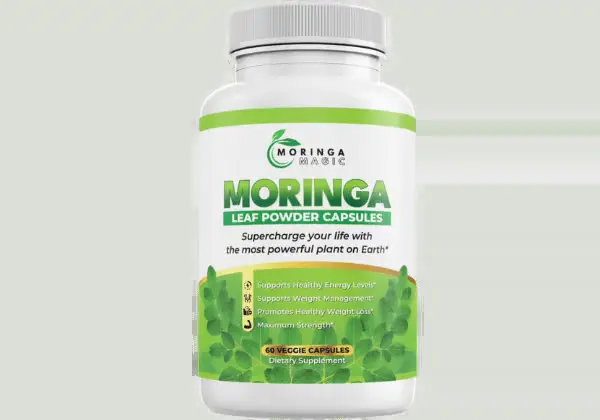 MORINGA
MAGIC
MORINGA
LEAF POWDER CAPSULES
Supercharge your life with
the most powerful plant on Earth*
Supports Healthy Energy Levels*
Supports Weight Management*
Promotes Healthy Weight Loss*
Maximum Strength*
60 VEGGIE CAPSULES
Dietary Supplement